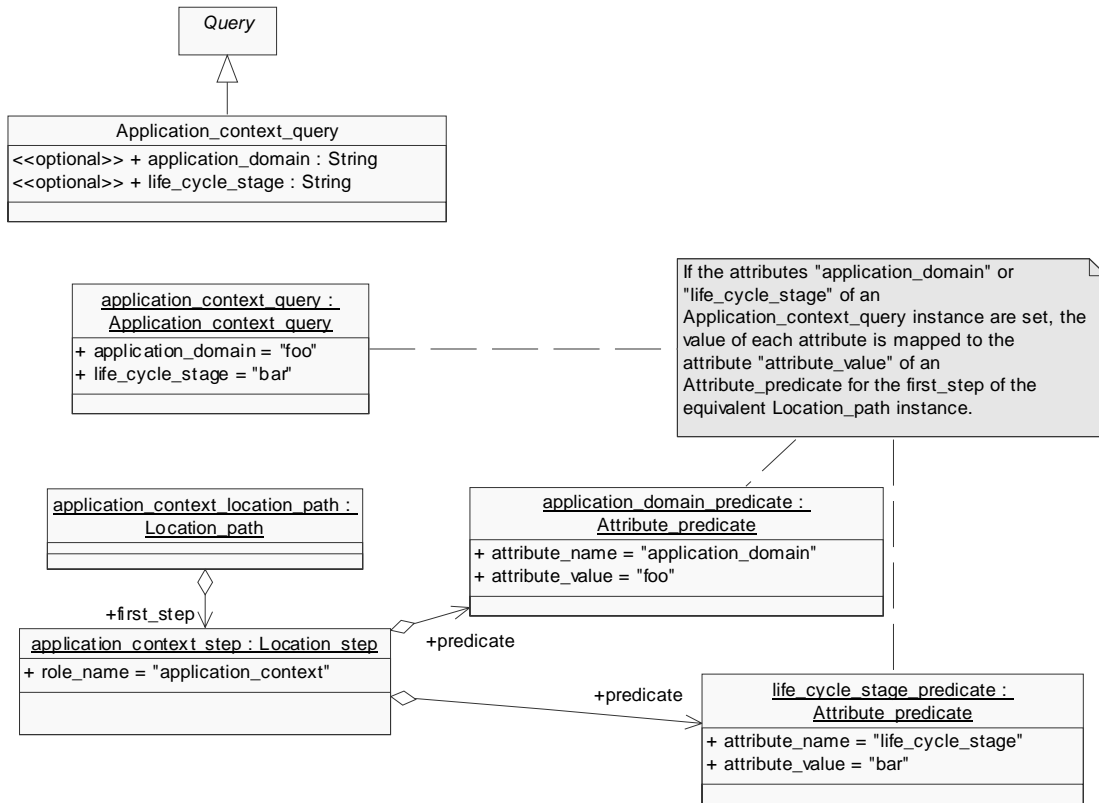 Query
Application_context_query
<<optional>> + application_domain : String
<<optional>> + life_cycle_stage : String
application_context_query :
Application_context_query
+ application_domain = "foo"
+ life_cycle_stage = "bar"
If the attributes "application_domain" or
"life_cycle_stage" of an
Application_context_query instance are set, the
value of each attribute is mapped to the
attribute "attribute_value" of an
Attribute_predicate for the first_step of the
equivalent Location_path instance.
application_context_location_path :
Location_path
+first_step
application_context_step : Location_step
+ role_name = "application_context"
application_domain_predicate :
Attribute_predicate
+ attribute_name = "application_domain"
+ attribute_value = "foo"
+predicate
+predicate
life_cycle_stage_predicate :
Attribute_predicate
+ attribute_name = "life_cycle_stage"
+ attribute_value = "bar"